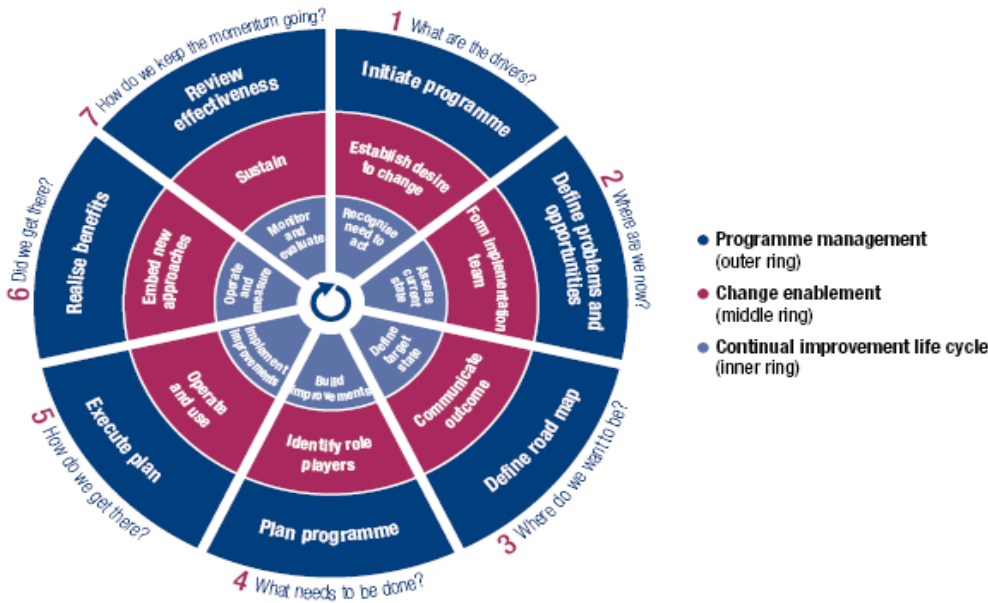 1 What are the drivers?
Initiate programme
Establish desire
to change
Recognise
need to
act
2 Where are we now?
Define problems and
opportunities
Form implementation
team
Assess
current
state
3 Where do we want to be?
Define road map
Communicate
outcome
Define
target
state
4 What needs to be done?
Plan programme
Identify role
players
Build
improvements
5 How do we get there?
Execute plan
Operate
and use
Implement
improvements
6 Did we get there?
Realise benefits
Embed new
approaches
Operate
and
measure
7 How do we keep the momentum going?
Review
effectiveness
Sustain
Monitor
and
evaluate
Programme management
(outer ring)
Change enablement
(middle ring)
Continual improvement life cycle
(inner ring)